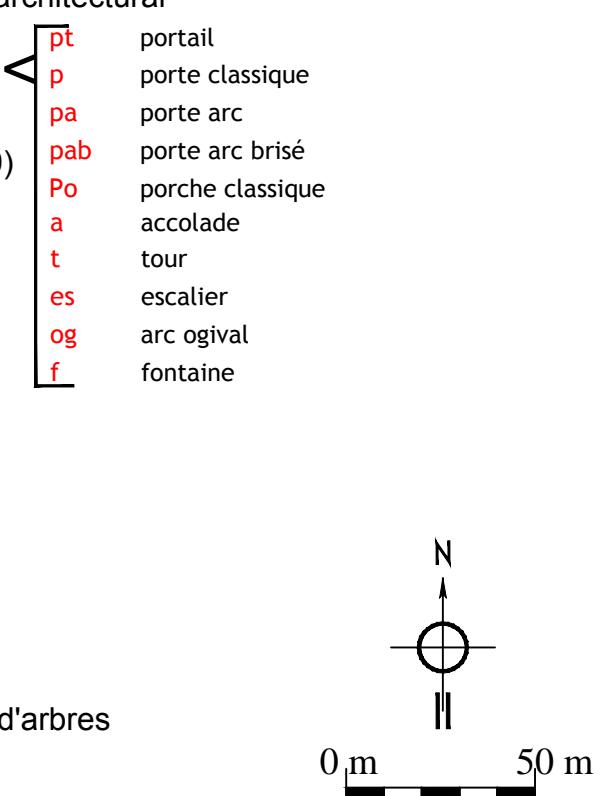 architectural
pt portail
p porte classique
pa porte arc
pab porte arc brisé
Po porche classique
a accolade
t tour
es escalier
og arc ogival
f fontaine
N
d'arbres
0 m 50 m